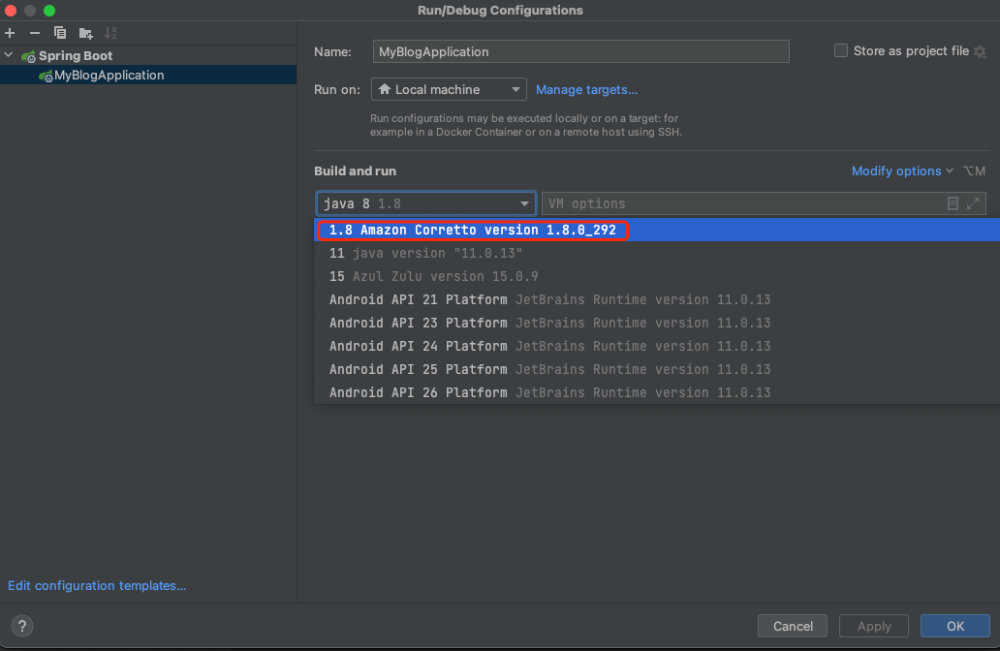 Run/Debug Configurations
Spring Boot
MyBlogApplication
Name: MyBlogApplication Store as project file
Run on: Local machine Manage targets...
Run configurations may be executed locally or on a target: for
example in a Docker Container or on a remote host using SSH.
Build and run Modify options ⌥M
java 8 1.8 VM options
1.8 Amazon Corretto version 1.8.0_292
11 java version "11.0.13"
15 Azul Zulu version 15.0.9
Android API 21 Platform JetBrains Runtime version 11.0.13
Android API 23 Platform JetBrains Runtime version 11.0.13
Android API 24 Platform JetBrains Runtime version 11.0.13
Android API 25 Platform JetBrains Runtime version 11.0.13
Android API 26 Platform JetBrains Runtime version 11.0.13
Edit configuration templates...
? Cancel Apply OK